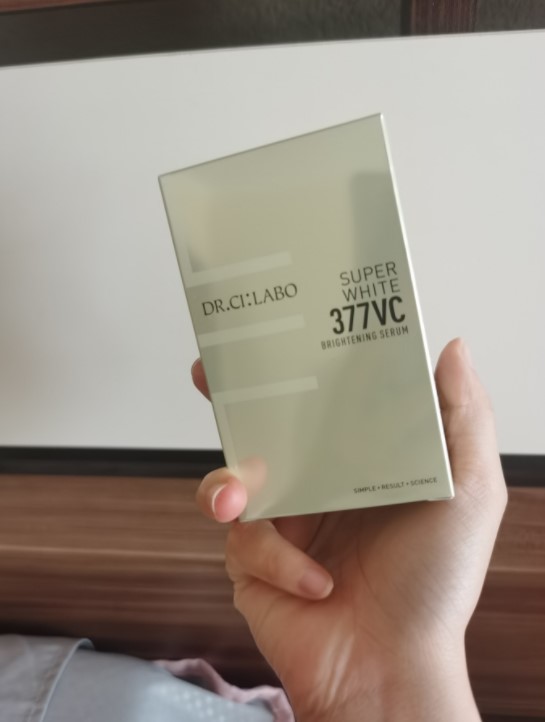 DR.CI:LABO
SUPER
WHITE
377VC
BRIGHTENING SERUM
SIMPLE • RESULT • SCIENCE